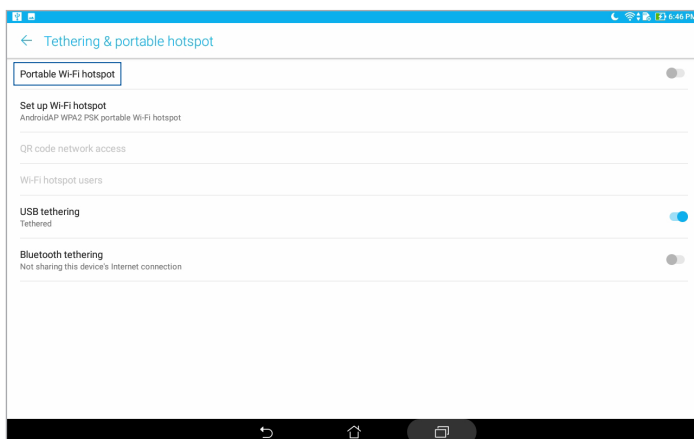 6:46 PM
Tethering & portable hotspot
Portable Wi-Fi hotspot
Set up Wi-Fi hotspot
AndroidAP WPA2 PSK portable Wi-Fi hotspot
QR code network access
Wi-Fi hotspot users
USB tethering
Tethered
Bluetooth tethering
Not sharing this device's Internet connection